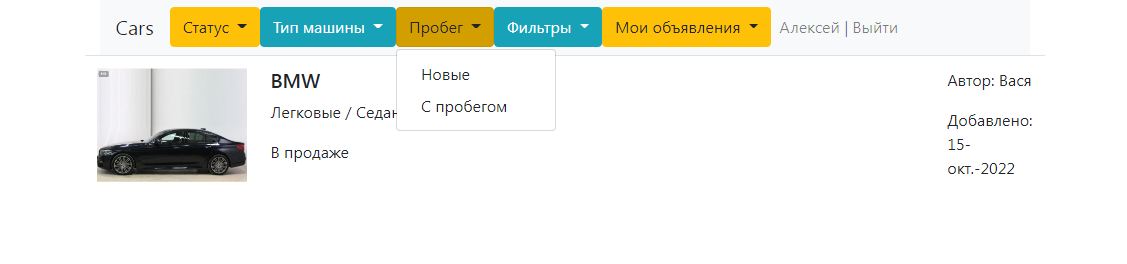 Cars Статус Тип машины Пробег Фильтры Мои объявления Алексей | Выйти
Новые
С пробегом
BMW
Легковые / Седан
В продаже
Автор: Вася
Добавлено:
15-
окт.-2022